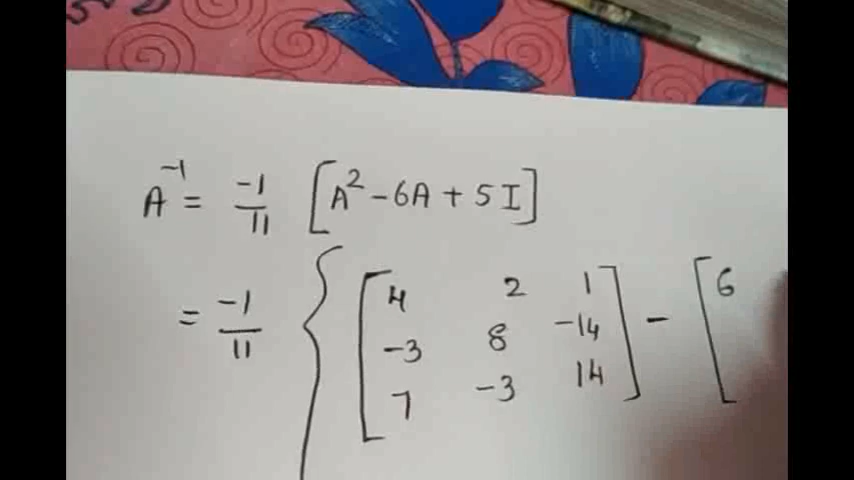 A⁻¹ = -1/11 [A² - 6A + 5I]
= -1/11 { [4 2 1
-3 8 -14
7 -3 14] - [6